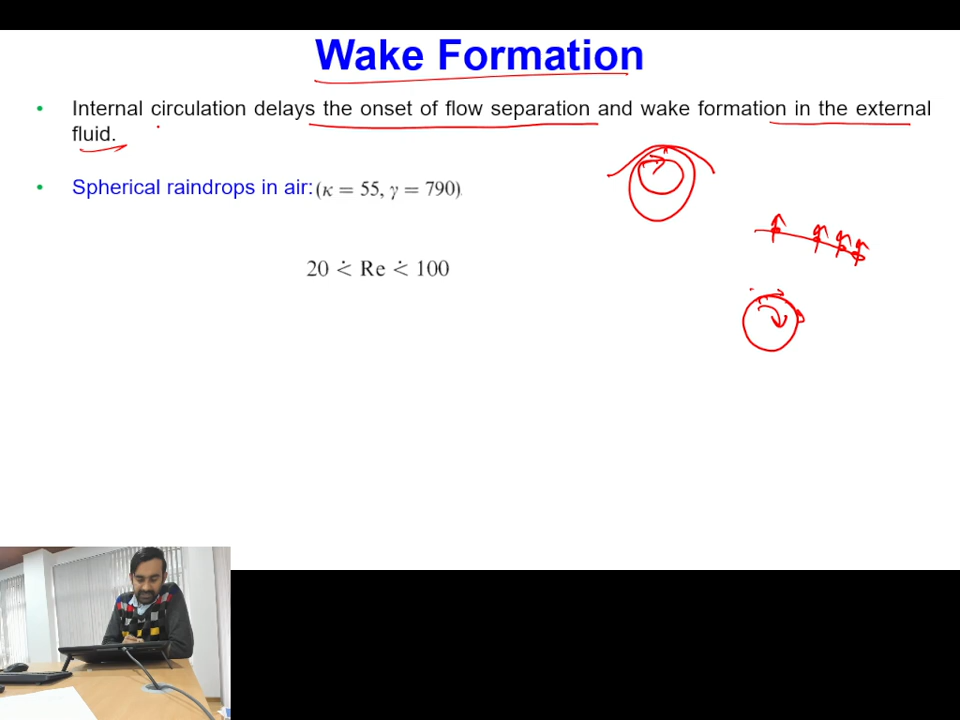 Wake Formation
• Internal circulation delays the onset of flow separation and wake formation in the external
fluid.
• Spherical raindrops in air: (κ = 55, γ = 790)
20 ⩿ Re ⩿ 100